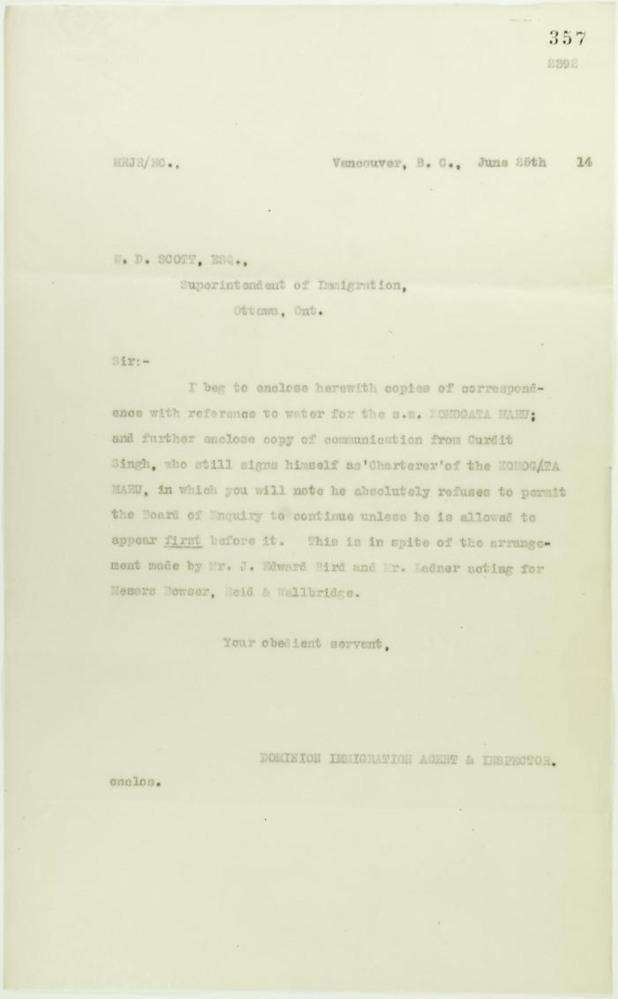 357
2392
MRJR/EC., Vancouver, B. C., June 25th 14
W. D. SCOTT, ESQ.,
Superintendent of Immigration,
Ottawa, Ont.
Sir:-
I beg to enclose herewith copies of correspond-
ence with reference to water for the s.s. KOMOGATA MARU;
and further enclose copy of communication from Gurdit
Singh, who still signs himself as'Charterer'of the KOMOG/TA
MARU, in which you will note he absolutely refuses to permit
the Board of Enquiry to continue unless he is allowed to
appear first before it. This is in spite of the arrange-
ment made by Mr. J. Edward Bird and Mr. Ladner acting for
Messrs Bowser, Reid & Wallbridge.
Your obedient servant,
DOMINION IMMIGRATION AGENT & INSPECTOR.
enclos.